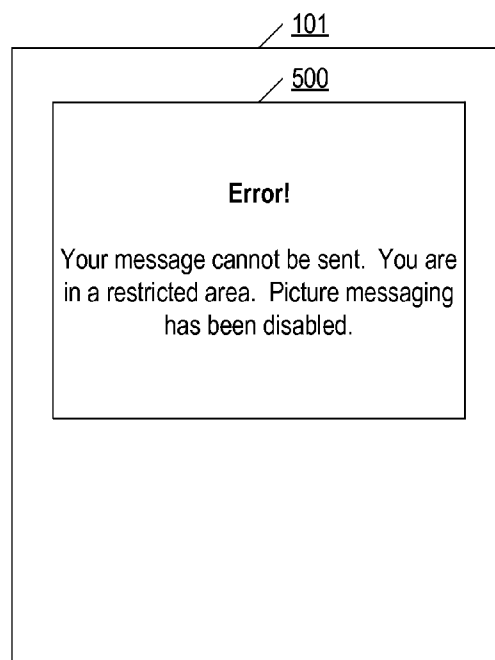 101
500
Error!
Your message cannot be sent. You are
in a restricted area. Picture messaging
has been disabled.